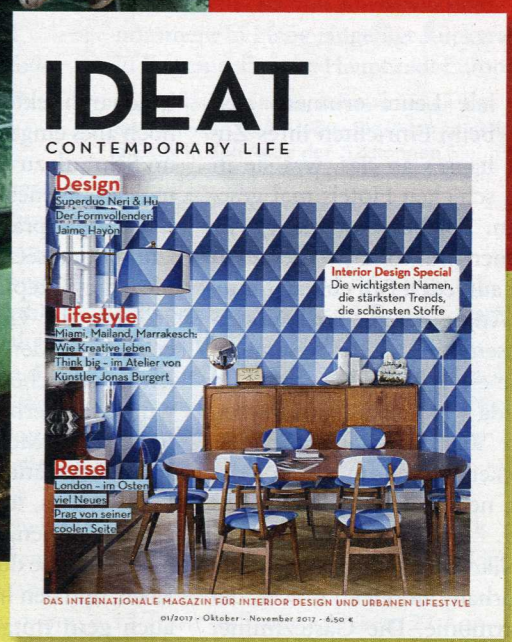 IDEAT
CONTEMPORARY LIFE
Design
Superduo Neri & Hu
Der Formvollender:
Jaime Hayón
Interior Design Special
Die wichtigsten Namen,
die stärksten Trends,
die schönsten Stoffe
Lifestyle
Miami, Mailand, Marrakesch:
Wie Kreative leben
Think big – im Atelier von
Künstler Jonas Burgert
Reise
London – im Osten
viel Neues
Prag von seiner
coolen Seite
DAS INTERNATIONALE MAGAZIN FÜR INTERIOR DESIGN UND URBANEN LIFESTYLE
01/2017 - Oktober - November 2017 - 6,50 €